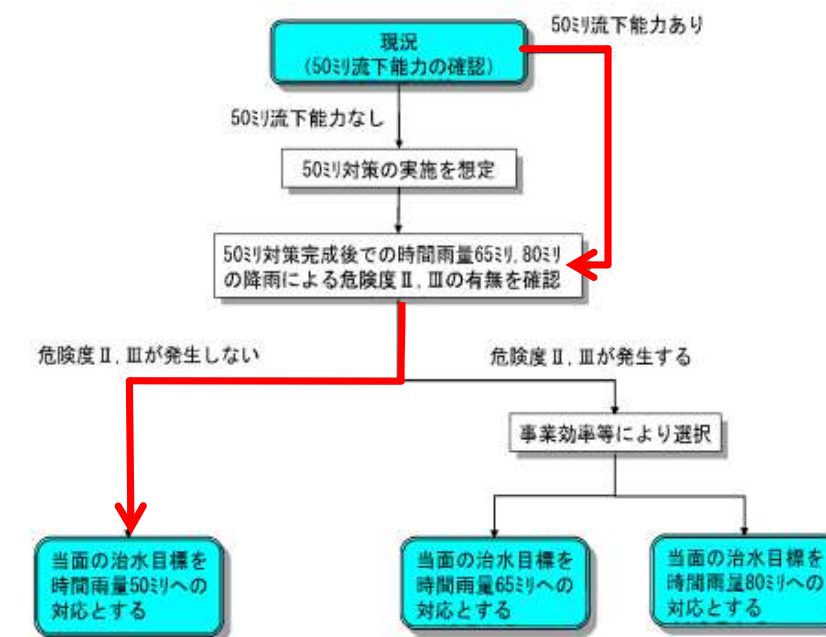 50ミリ流下能力あり
現況
(50ミリ流下能力の確認)
50ミリ流下能力なし
50ミリ対策の実施を想定
50ミリ対策完成後での時間雨量65ミリ,80ミリ
の降雨による危険度Ⅱ,Ⅲの有無を確認
危険度Ⅱ,Ⅲが発生しない
危険度Ⅱ,Ⅲが発生する
事業効率等により選択
当面の治水目標を
時間雨量50ミリへの
対応とする
当面の治水目標を
時間雨量65ミリへの
対応とする
当面の治水目標を
時間雨量80ミリへの
対応とする